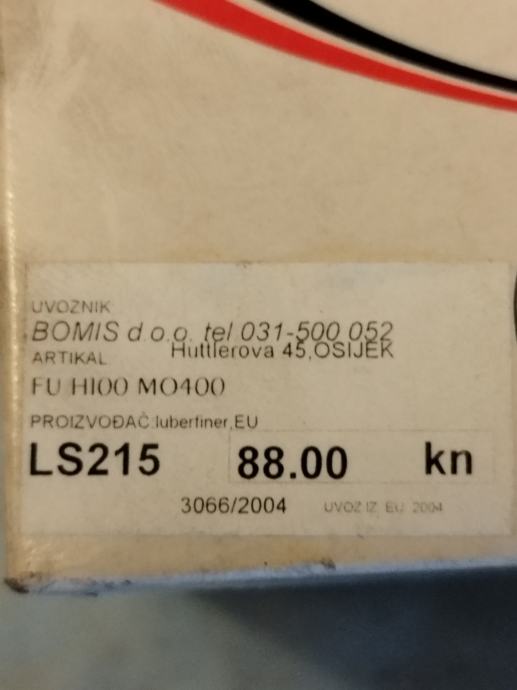 UVOZNIK
BOMIS d.o.o. tel 031-500 052
Huttlerova 45,OSIJEK
ARTIKAL
FU HI00 MO400
PROIZVOĐAČ:luberfiner,EU
LS215 88.00 kn
3066/2004 UVOZ IZ EU 2004